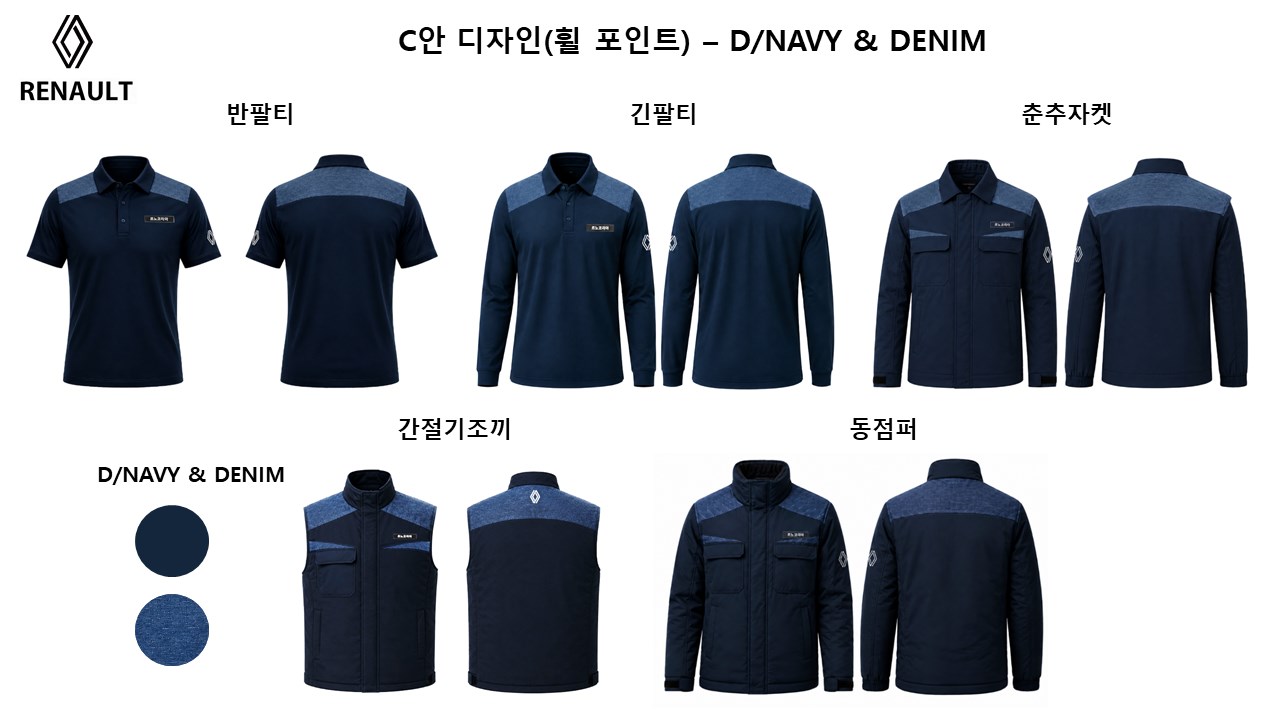 C안 디자인(휠 포인트) – D/NAVY & DENIM
RENAULT
반팔티
긴팔티
춘추자켓
간절기조끼
동점퍼
D/NAVY & DENIM